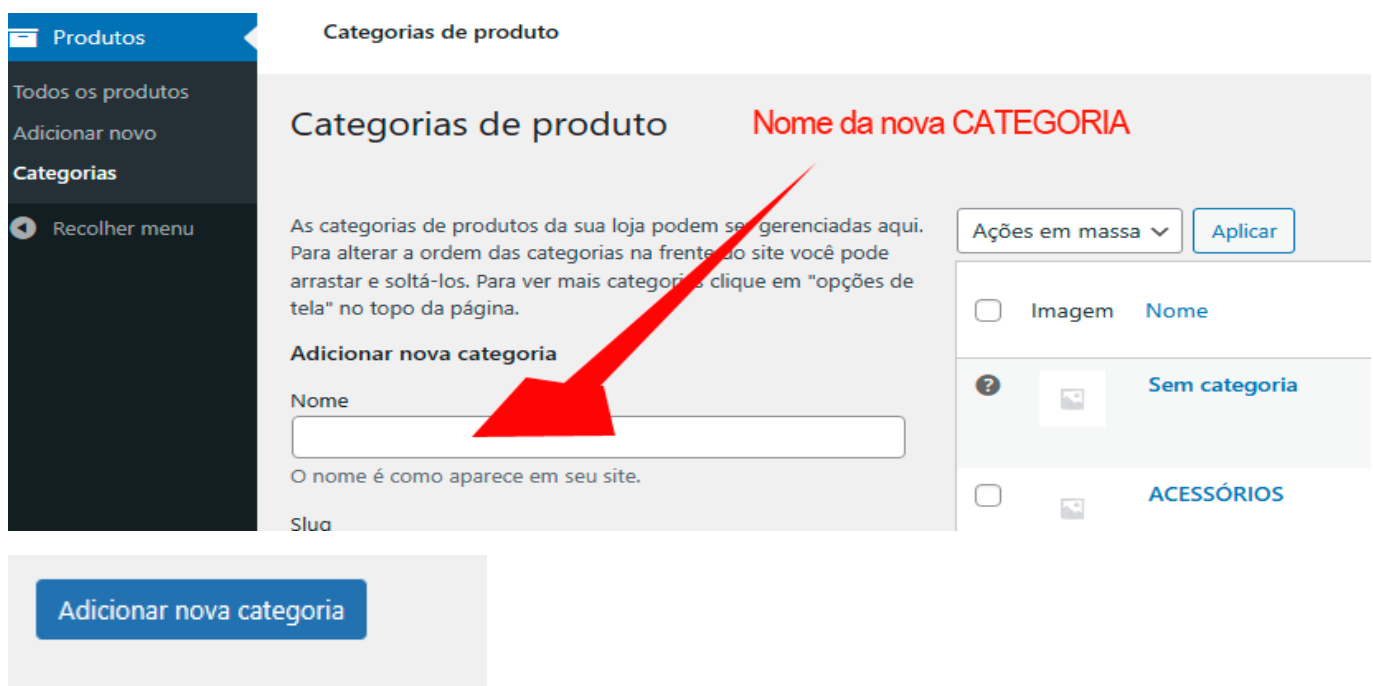 Produtos
Todos os produtos
Adicionar novo
Categorias
Recolher menu
Categorias de produto
Categorias de produto
Nome da nova CATEGORIA
As categorias de produtos da sua loja podem ser gerenciadas aqui.
Para alterar a ordem das categorias na frente do site você pode
arrastar e soltá-los. Para ver mais categorias clique em "opções de
tela" no topo da página.
Adicionar nova categoria
Nome
O nome é como aparece em seu site.
Slug
Ações em massa
Aplicar
Imagem Nome
Sem categoria
ACESSÓRIOS
Adicionar nova categoria